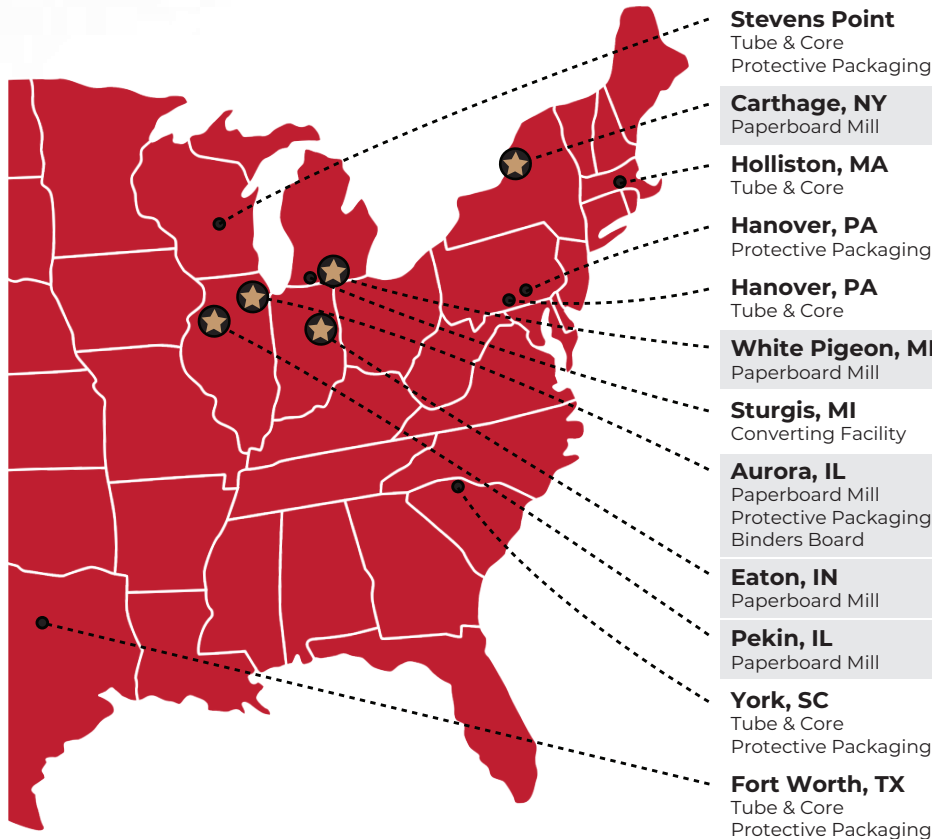 Stevens Point
Tube & Core
Protective Packaging
Carthage, NY
Paperboard Mill
Holliston, MA
Tube & Core
Hanover, PA
Protective Packaging
Hanover, PA
Tube & Core
White Pigeon, MI
Paperboard Mill
Sturgis, MI
Converting Facility
Aurora, IL
Paperboard Mill
Protective Packaging
Binders Board
Eaton, IN
Paperboard Mill
Pekin, IL
Paperboard Mill
York, SC
Tube & Core
Protective Packaging
Fort Worth, TX
Tube & Core
Protective Packaging